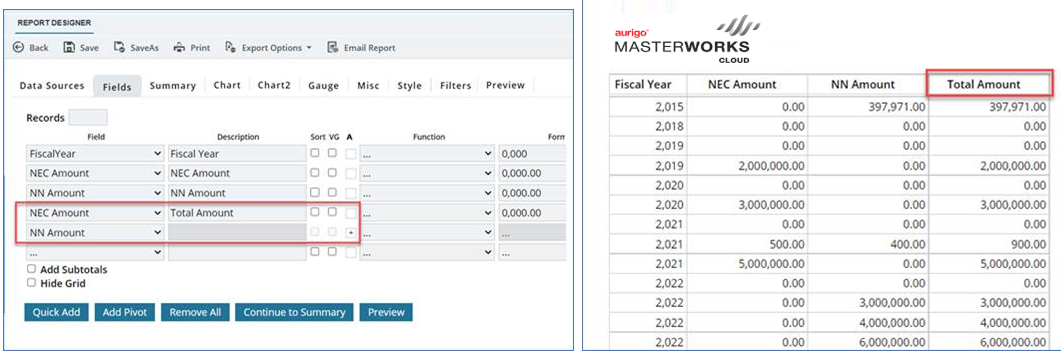 REPORT DESIGNER
Back Save SaveAs Print Export Options Email Report
Data Sources Fields Summary Chart Chart2 Gauge Misc Style Filters Preview
Records
Field Description Sort VG A Function Form
FiscalYear Fiscal Year ... 0,000
NEC Amount NEC Amount ... 0,000.00
NN Amount NN Amount ... 0,000.00
NEC Amount Total Amount ... 0,000.00
NN Amount + ... ...
... ...
Add Subtotals
Hide Grid
Quick Add Add Pivot Remove All Continue to Summary Preview
aurigo
MASTERWORKS
CLOUD
Fiscal Year NEC Amount NN Amount Total Amount
2,015 0.00 397,971.00 397,971.00
2,018 0.00 0.00 0.00
2,019 0.00 0.00 0.00
2,019 2,000,000.00 0.00 2,000,000.00
2,020 0.00 0.00 0.00
2,020 3,000,000.00 0.00 3,000,000.00
2,021 0.00 0.00 0.00
2,021 500.00 400.00 900.00
2,021 5,000,000.00 0.00 5,000,000.00
2,022 0.00 0.00 0.00
2,022 0.00 3,000,000.00 3,000,000.00
2,022 0.00 4,000,000.00 4,000,000.00
2,022 0.00 6,000,000.00 6,000,000.00